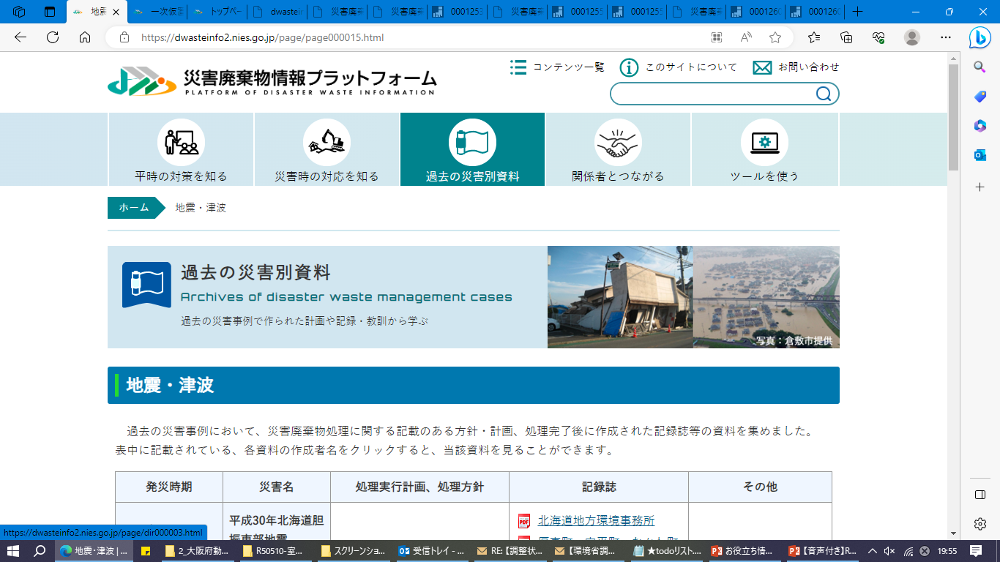 地震
一次仮置
トップペー
dwastein
災害廃棄
災害廃棄
0001253
災害廃棄
0001255
0001255
災害廃棄
0001260
0001260
https://dwasteinfo2.nies.go.jp/page/page000015.html
災害廃棄物情報プラットフォーム
PLATFORM OF DISASTER WASTE INFORMATION
コンテンツ一覧
このサイトについて
お問い合わせ
平時の対策を知る
災害時の対応を知る
過去の災害別資料
関係者とつながる
ツールを使う
ホーム
地震・津波
過去の災害別資料
Archives of disaster waste management cases
過去の災害事例で作られた計画や記録・教訓から学ぶ
写真：倉敷市提供
地震・津波
過去の災害事例において、災害廃棄物処理に関する記載のある方針・計画、処理完了後に作成された記録誌等の資料を集めました。
表中に記載されている、各資料の作成者名をクリックすると、当該資料を見ることができます。
発災時期
災害名
処理実行計画、処理方針
記録誌
その他
平成30年北海道胆
振東部地震
PDF
北海道地方環境事務所
厚真町、安平町、むかわ町
https://dwasteinfo2.nies.go.jp/page/dir000003.html
地震・津波 | ...
2_大阪府動...
R50510-室...
スクリーンショ...
受信トレイ - ...
RE: 【調整状...
【環境省調...
★todoリスト...
お役立ち情...
【音声付き】R...
19:55